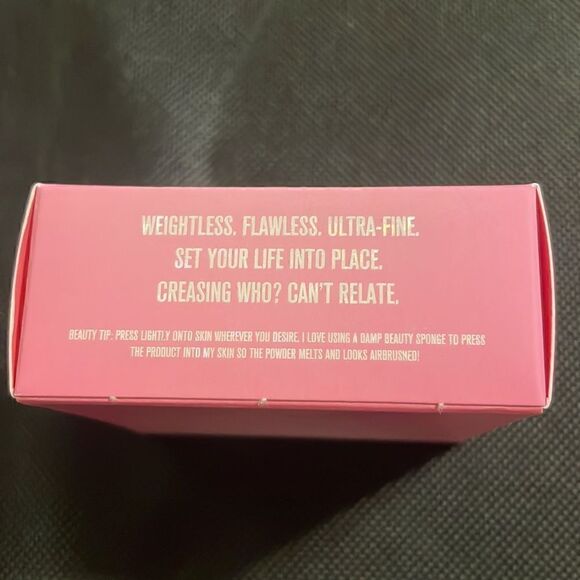 WEIGHTLESS. FLAWLESS. ULTRA-FINE.
SET YOUR LIFE INTO PLACE.
CREASING WHO? CAN'T RELATE.
BEAUTY TIP: PRESS LIGHTLY ONTO SKIN WHEREVER YOU DESIRE. I LOVE USING A DAMP BEAUTY SPONGE TO PRESS
THE PRODUCT INTO MY SKIN SO THE POWDER MELTS AND LOOKS AIRBRUSHED!